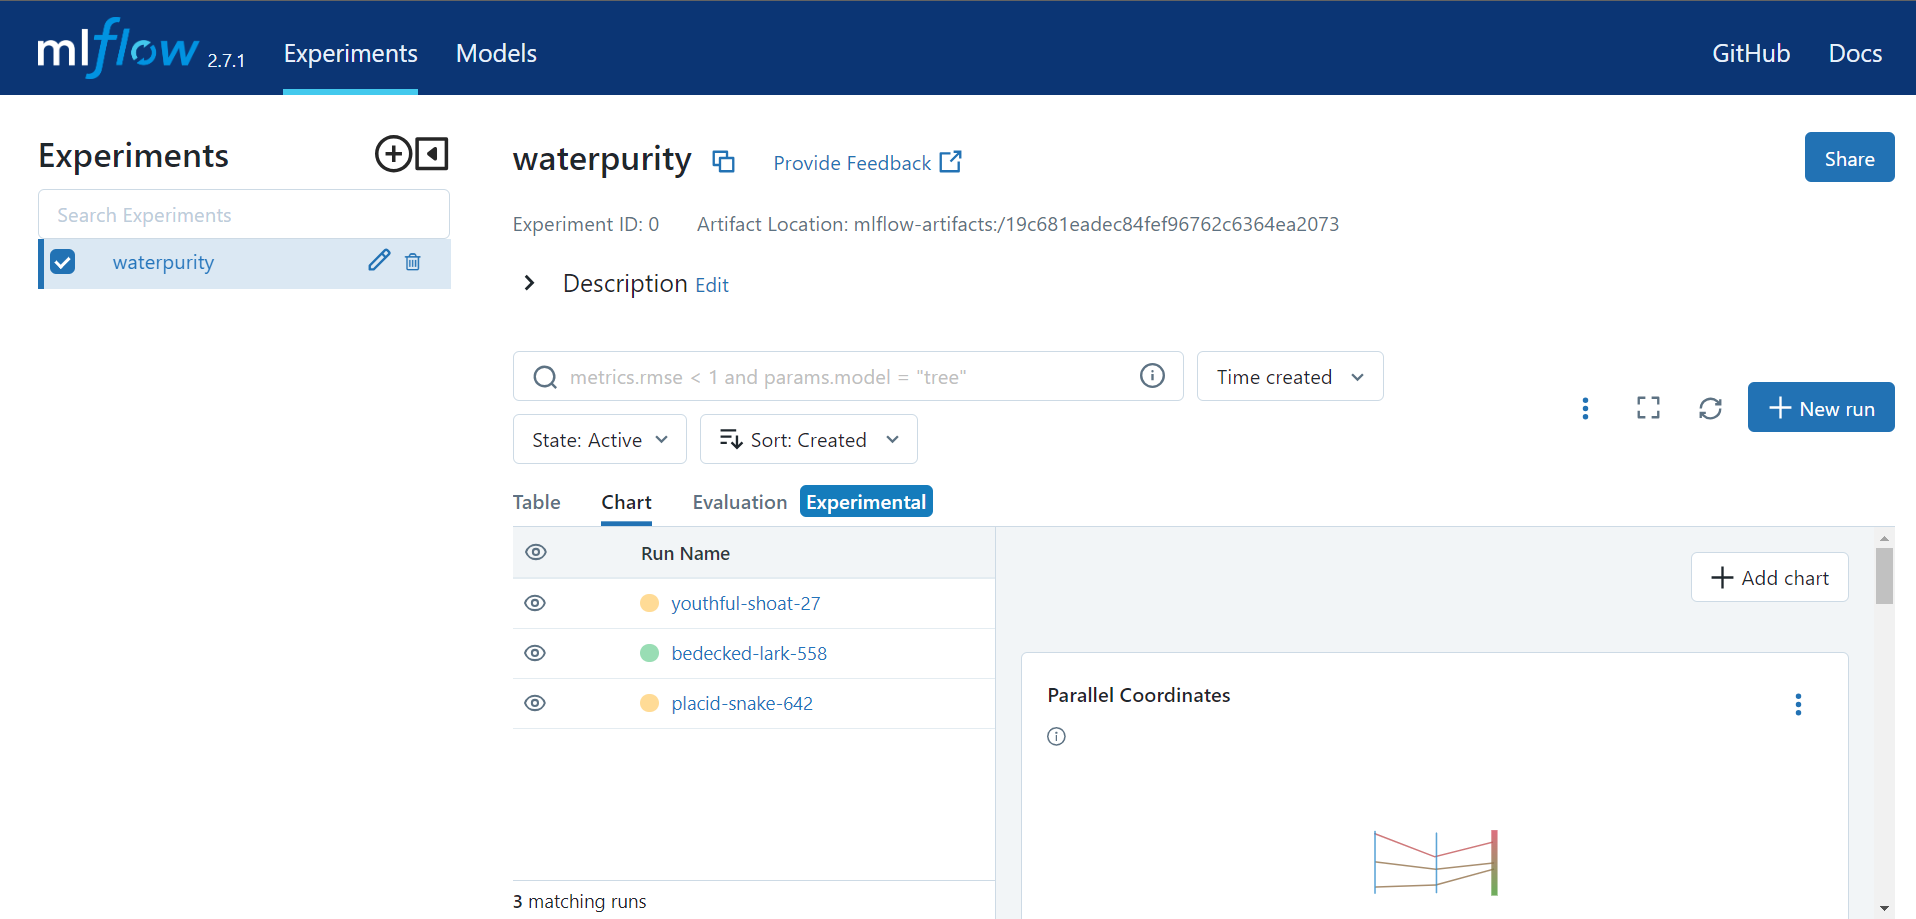 mlflow 2.7.1 Experiments Models GitHub Docs
Experiments
Search Experiments
waterpurity
waterpurity Provide Feedback Share
Experiment ID: 0 Artifact Location: mlflow-artifacts:/19c681eadec84fef96762c6364ea2073
Description Edit
metrics.rmse < 1 and params.model = "tree" Time created
State: Active Sort: Created
New run
Table Chart Evaluation Experimental
Run Name
youthful-shoat-27
bedecked-lark-558
placid-snake-642
3 matching runs
Add chart
Parallel Coordinates